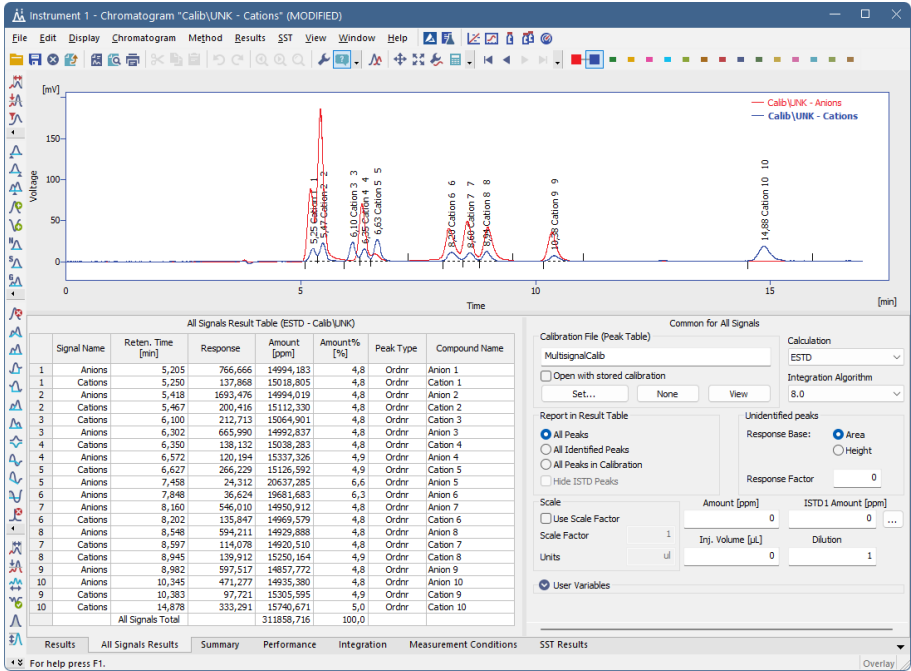 Instrument 1 - Chromatogram "Calib\UNK - Cations" (MODIFIED)
File Edit Display Chromatogram Method Results SST View Window Help
[mV]
Calib\UNK - Anions
Calib\UNK - Cations
150
100
50
0
Voltage
5,25 Cation 1 1
5,47 Cation 2 2
6,10 Cation 3 3
6,35 Cation 4 4
6,63 Cation 5 5
8,20 Cation 6 6
8,60 Cation 7 7
8,94 Cation 8 8
10,38 Cation 9 9
14,88 Cation 10 10
0 5 10 15
Time
[min]
All Signals Result Table (ESTD - Calib\UNK)
Signal Name Reten. Time [min] Response Amount [ppm] Amount% [%] Peak Type Compound Name
1 Anions 5,205 766,666 14994,183 4,8 Ordnr Anion 1
1 Cations 5,250 137,868 15018,805 4,8 Ordnr Cation 1
2 Anions 5,418 1693,476 14994,019 4,8 Ordnr Anion 2
2 Cations 5,467 200,416 15112,330 4,8 Ordnr Cation 2
3 Cations 6,100 212,713 15064,901 4,8 Ordnr Cation 3
3 Anions 6,302 665,990 14992,837 4,8 Ordnr Anion 3
4 Cations 6,350 138,132 15038,283 4,8 Ordnr Cation 4
4 Anions 6,572 120,194 15337,326 4,9 Ordnr Anion 4
5 Cations 6,627 266,229 15126,592 4,9 Ordnr Cation 5
5 Anions 7,458 24,312 20637,285 6,6 Ordnr Anion 5
6 Anions 7,848 36,624 19681,683 6,3 Ordnr Anion 6
7 Anions 8,160 546,010 14950,912 4,8 Ordnr Anion 7
6 Cations 8,202 135,847 14969,579 4,8 Ordnr Cation 6
8 Anions 8,548 594,211 14929,888 4,8 Ordnr Anion 8
7 Cations 8,597 114,078 14920,510 4,8 Ordnr Cation 7
8 Cations 8,945 139,912 15250,164 4,9 Ordnr Cation 8
9 Anions 8,982 597,517 14857,772 4,8 Ordnr Anion 9
10 Anions 10,345 471,277 14935,380 4,8 Ordnr Anion 10
9 Cations 10,383 97,721 15305,595 4,9 Ordnr Cation 9
10 Cations 14,878 333,291 15740,671 5,0 Ordnr Cation 10
All Signals Total 311858,716 100,0
Common for All Signals
Calibration File (Peak Table)
MultisignalCalib
Open with stored calibration
Set... None View
Calculation
ESTD
Integration Algorithm
8.0
Report in Result Table
All Peaks
All Identified Peaks
All Peaks in Calibration
Hide ISTD Peaks
Unidentified peaks
Response Base: Area
Height
Response Factor 0
Scale
Use Scale Factor
Scale Factor 1
Units ul
Amount [ppm] ISTD1 Amount [ppm]
0 0 ...
Inj. Volume [µL] Dilution
0 1
User Variables
Results All Signals Results Summary Performance Integration Measurement Conditions SST Results
For help press F1.
Overlay